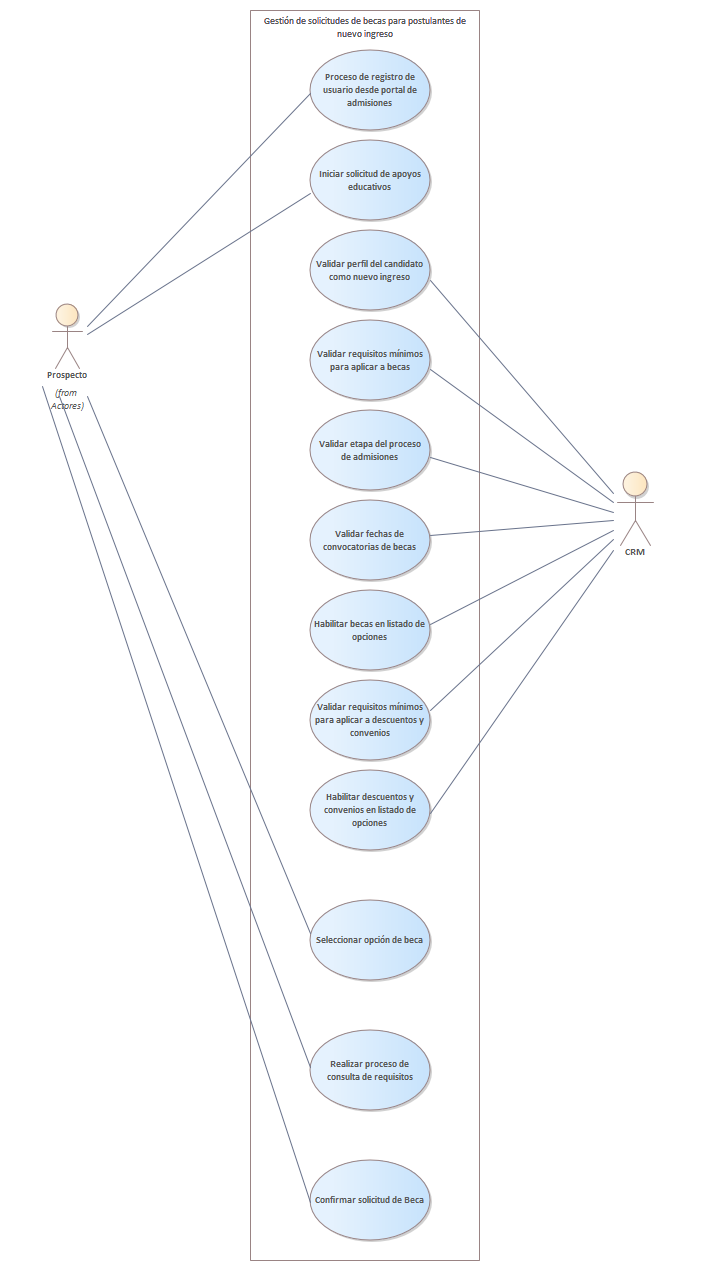 Gestión de solicitudes de becas para postulantes de
nuevo ingreso
Proceso de registro de
usuario desde portal de
admisiones
Iniciar solicitud de apoyos
educativos
Validar perfil del candidato
como nuevo ingreso
Prospecto
(from
Actores)
Validar requisitos mínimos
para aplicar a becas
Validar etapa del proceso
de admisiones
Validar fechas de
convocatorias de becas
CRM
Habilitar becas en listado de
opciones
Validar requisitos mínimos
para aplicar a descuentos y
convenios
Habilitar descuentos y
convenios en listado de
opciones
Seleccionar opción de beca
Realizar proceso de
consulta de requisitos
Confirmar solicitud de Beca